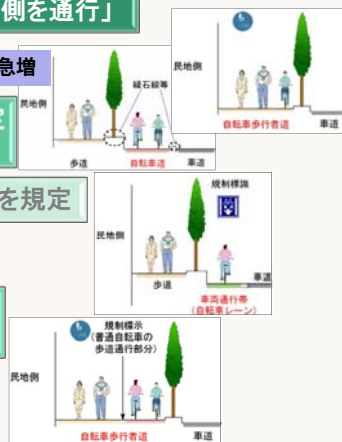 側を通行」
急増
民地側
自転車歩行者道
車道
民地側
縁石線等
歩道
自転車道
車道
を規定
規制標識
民地側
歩道
車道
車両通行帯
(自転車レーン)
規制標示
(普通自転車の
歩道通行部分)
民地側
自転車歩行者道
車道